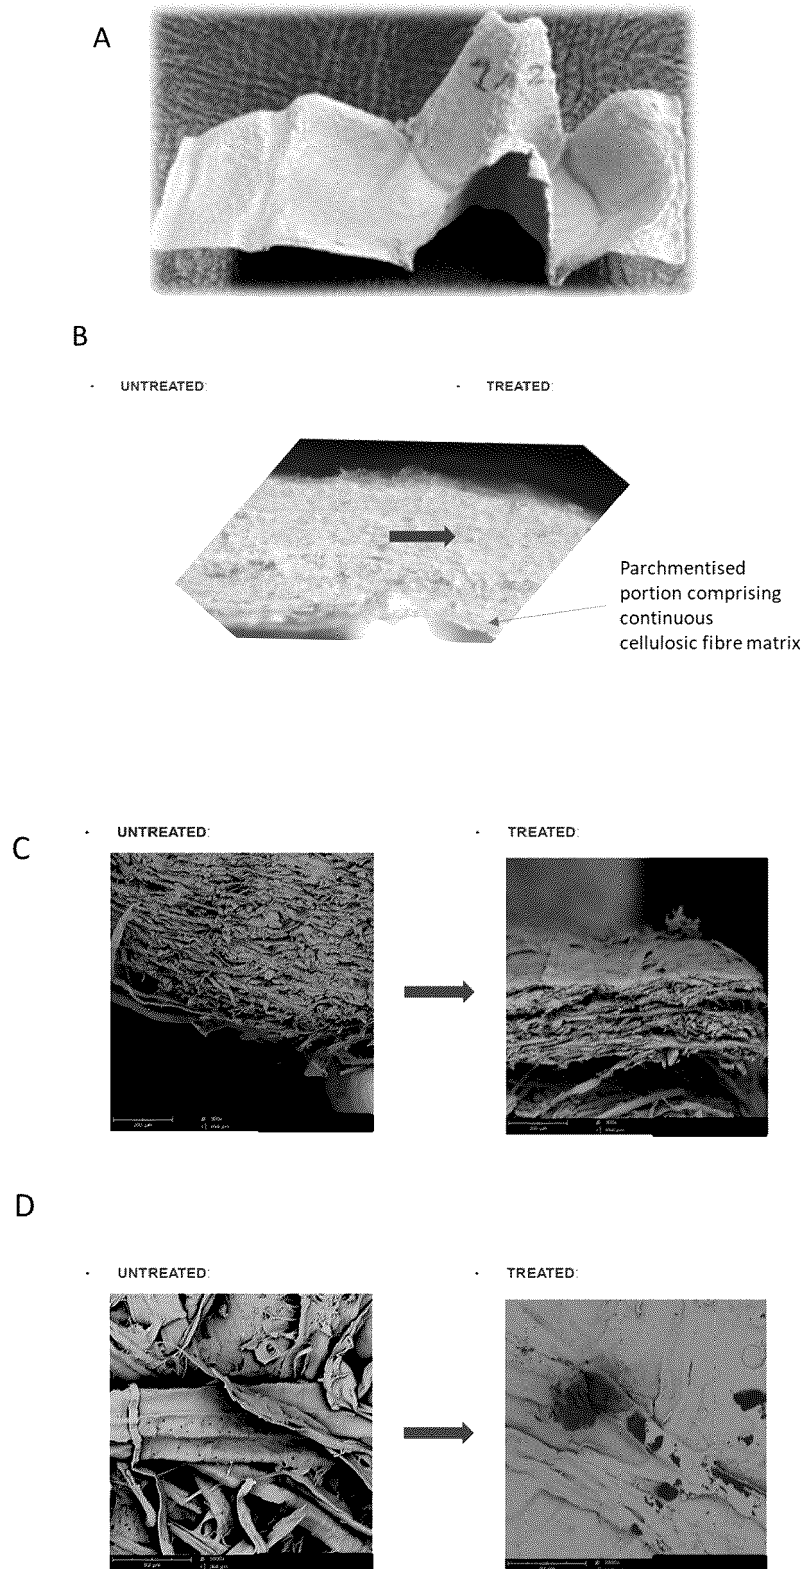 A
B
• UNTREATED:
• TREATED:
Parchmentised
portion comprising
continuous
cellulosic fibre matrix
C
• UNTREATED:
• TREATED:
D
• UNTREATED:
• TREATED: